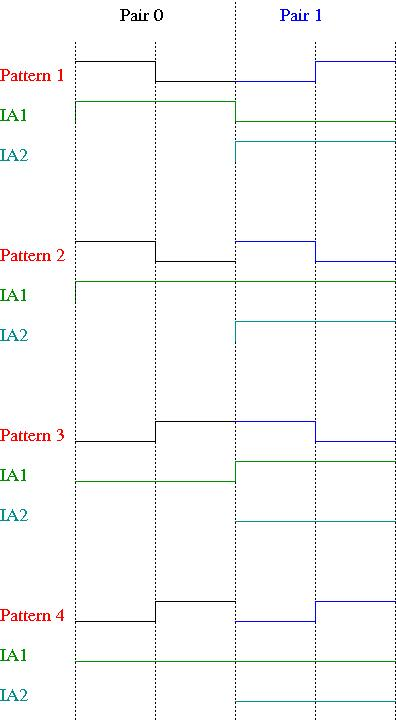 Pair 0 Pair 1
Pattern 1
IA1
IA2
Pattern 2
IA1
IA2
Pattern 3
IA1
IA2
Pattern 4
IA1
IA2